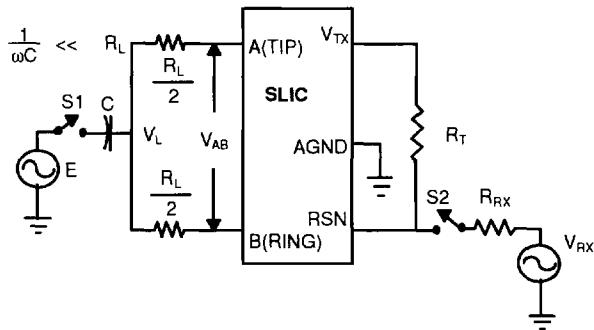 1/ωC << R_L
R_L/2
A(TIP)
V_TX
SLIC
S1
C
V_L
V_AB
E
AGND
R_T
R_L/2
RSN
S2
R_RX
B(RING)
V_RX